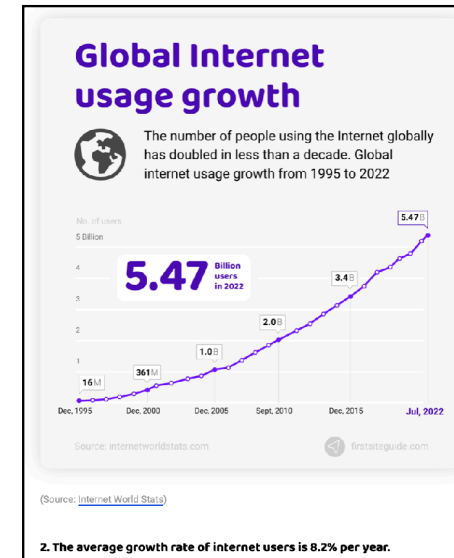 Global Internet
usage growth
The number of people using the Internet globally
has doubled in less than a decade. Global
internet usage growth from 1995 to 2022
No. of users
5 Billion
5.47B
4
5.47 Billion users in 2022
3.4B
3
2.0B
2
1.0B
1
361M
16M
Dec, 1995 Dec, 2000 Dec, 2005 Sept, 2010 Dec, 2015 Jul, 2022
Source: internetworldstats.com firstsiteguide.com
(Source: Internet World Stats)
2. The average growth rate of internet users is 8.2% per year.